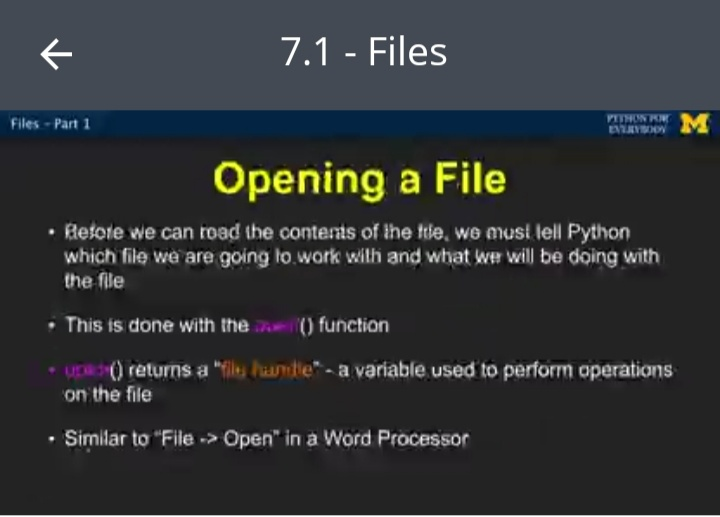 7.1 - Files
Files - Part 1
PYTHON FOR
EVERYBODY
M
Opening a File
• Before we can read the contents of the file, we must tell Python
which file we are going to work with and what we will be doing with
the file
• This is done with the open() function
• open() returns a "file handle" - a variable used to perform operations
on the file
• Similar to "File -> Open" in a Word Processor